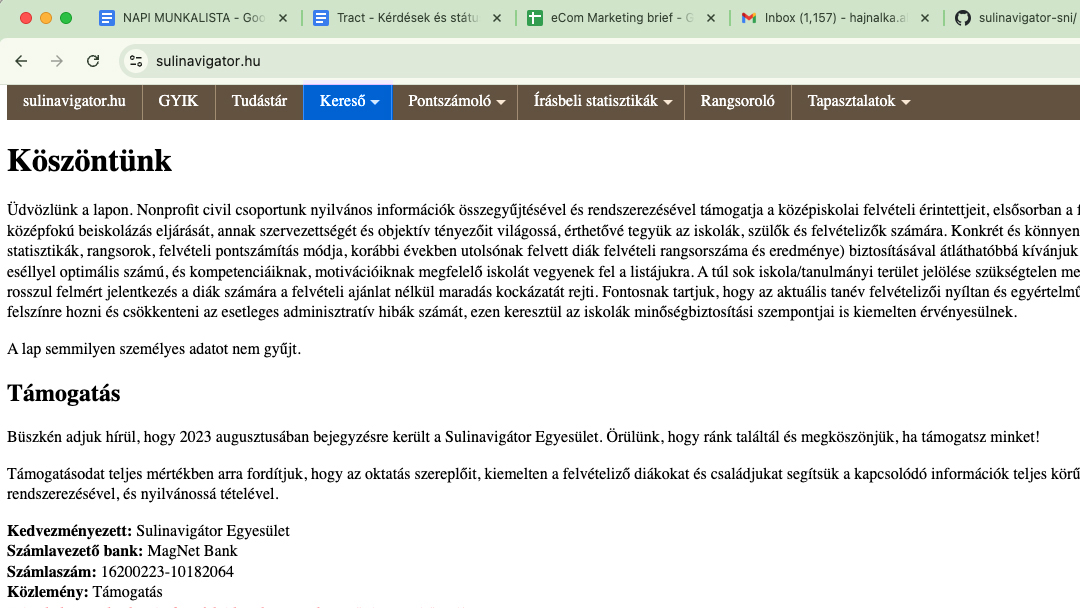 NAPI MUNKALISTA - Goo
Tract - Kérdések és státu
eCom Marketing brief - G
Inbox (1,157) - hajnalka.a
sulinavigator-sni/
sulinavigator.hu
sulinavigator.hu GYIK Tudástár Kereső Pontszámoló Írásbeli statisztikák Rangsoroló Tapasztalatok
Köszöntünk
Üdvözlünk a lapon. Nonprofit civil csoportunk nyilvános információk összegyűjtésével és rendszerezésével támogatja a középiskolai felvételi érintettjeit, elsősorban a f
középfokú beiskolázás eljárását, annak szervezettségét és objektív tényezőit világossá, érthetővé tegyük az iskolák, szülők és felvételizők számára. Konkrét és könnyen
statisztikák, rangsorok, felvételi pontszámítás módja, korábbi években utolsónak felvett diák felvételi rangsorszáma és eredménye) biztosításával átláthatóbbá kívánjuk
eséllyel optimális számú, és kompetenciáiknak, motivációiknak megfelelő iskolát vegyenek fel a listájukra. A túl sok iskola/tanulmányi terület jelölése szükségtelen me
rosszul felmért jelentkezés a diák számára a felvételi ajánlat nélkül maradás kockázatát rejti. Fontosnak tartjuk, hogy az aktuális tanév felvételizői nyíltan és egyértelmű
felszínre hozni és csökkenteni az esetleges adminisztratív hibák számát, ezen keresztül az iskolák minőségbiztosítási szempontjai is kiemelten érvényesülnek.
A lap semmilyen személyes adatot nem gyűjt.
Támogatás
Büszkén adjuk hírül, hogy 2023 augusztusában bejegyzésre került a Sulinavigátor Egyesület. Örülünk, hogy ránk találtál és megköszönjük, ha támogatsz minket!
Támogatásodat teljes mértékben arra fordítjuk, hogy az oktatás szereplőit, kiemelten a felvételiző diákokat és családjukat segítsük a kapcsolódó információk teljes körű
rendszerezésével, és nyilvánossá tételével.
Kedvezményezett: Sulinavigátor Egyesület
Számlavezető bank: MagNet Bank
Számlaszám: 16200223-10182064
Közlemény: Támogatás